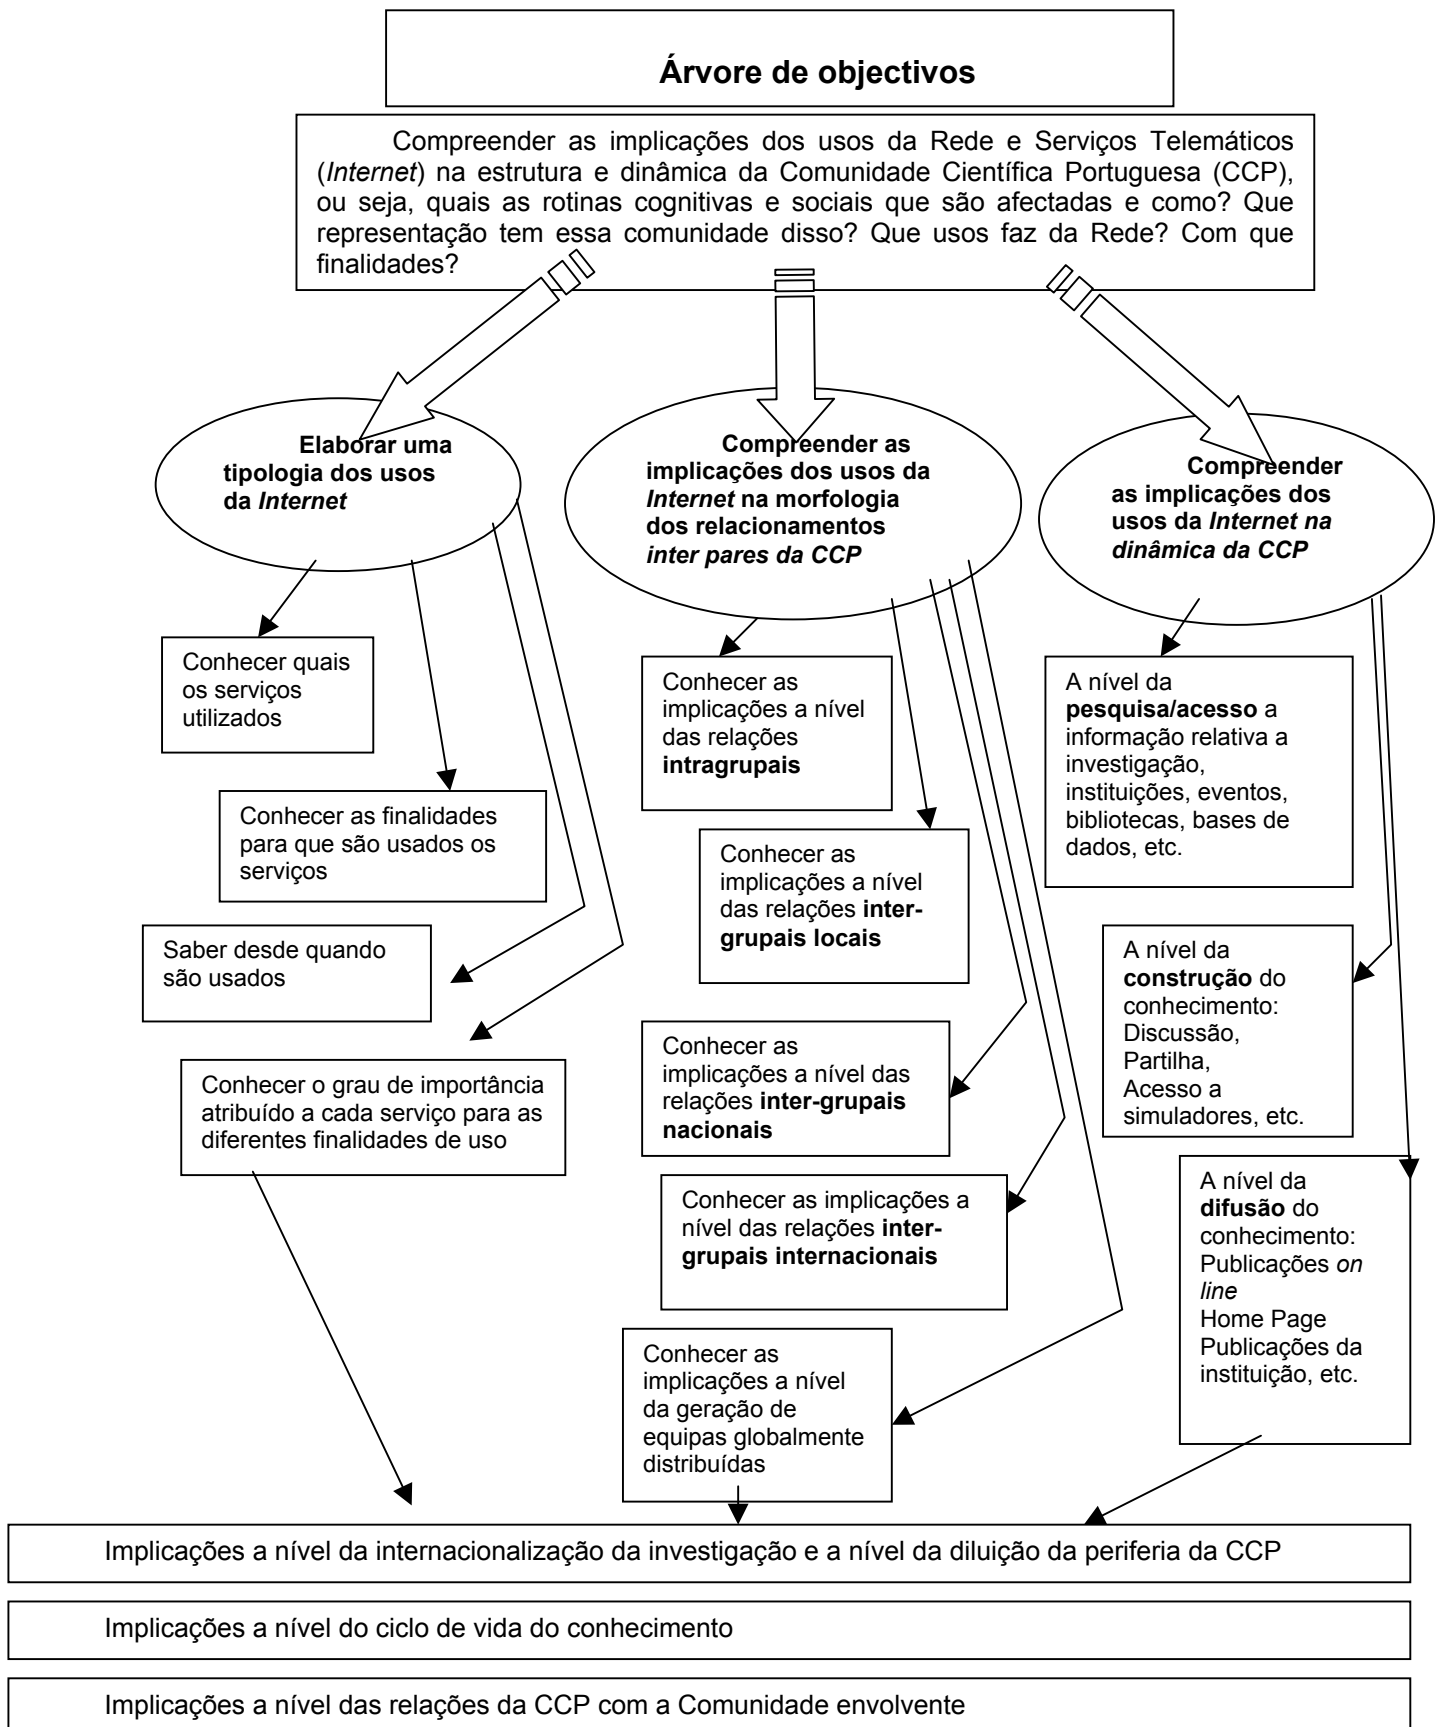 Árvore de objectivos
Compreender as implicações dos usos da Rede e Serviços Telemáticos
(Internet) na estrutura e dinâmica da Comunidade Científica Portuguesa (CCP),
ou seja, quais as rotinas cognitivas e sociais que são afectadas e como? Que
representação tem essa comunidade disso? Que usos faz da Rede? Com que
finalidades?
Elaborar uma
tipologia dos usos
da Internet
Compreender as
implicações dos usos da
Internet na morfologia
dos relacionamentos
inter pares da CCP
Compreender
as implicações dos
usos da Internet na
dinâmica da CCP
Conhecer quais
os serviços
utilizados
Conhecer as finalidades
para que são usados os
serviços
Saber desde quando
são usados
Conhecer o grau de importância
atribuído a cada serviço para as
diferentes finalidades de uso
Conhecer as
implicações a nível
das relações
intragrupais
Conhecer as
implicações a nível
das relações inter-
grupais locais
Conhecer as
implicações a nível das
relações inter-grupais
nacionais
Conhecer as implicações a
nível das relações inter-
grupais internacionais
Conhecer as
implicações a nível
da geração de
equipas globalmente
distribuídas
A nível da
pesquisa/acesso a
informação relativa a
investigação,
instituições, eventos,
bibliotecas, bases de
dados, etc.
A nível da
construção do
conhecimento:
Discussão,
Partilha,
Acesso a
simuladores, etc.
A nível da
difusão do
conhecimento:
Publicações on
line
Home Page
Publicações da
instituição, etc.
Implicações a nível da internacionalização da investigação e a nível da diluição da periferia da CCP
Implicações a nível do ciclo de vida do conhecimento
Implicações a nível das relações da CCP com a Comunidade envolvente